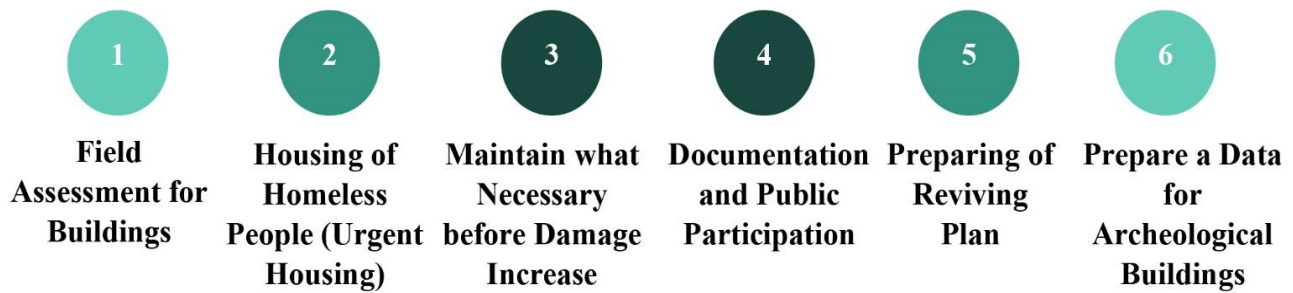 1
Field
Assessment for
Buildings
2
Housing of
Homeless
People (Urgent
Housing)
3
Maintain what
Necessary
before Damage
Increase
4
Documentation
and Public
Participation
5
Preparing of
Reviving
Plan
6
Prepare a Data
for
Archeological
Buildings